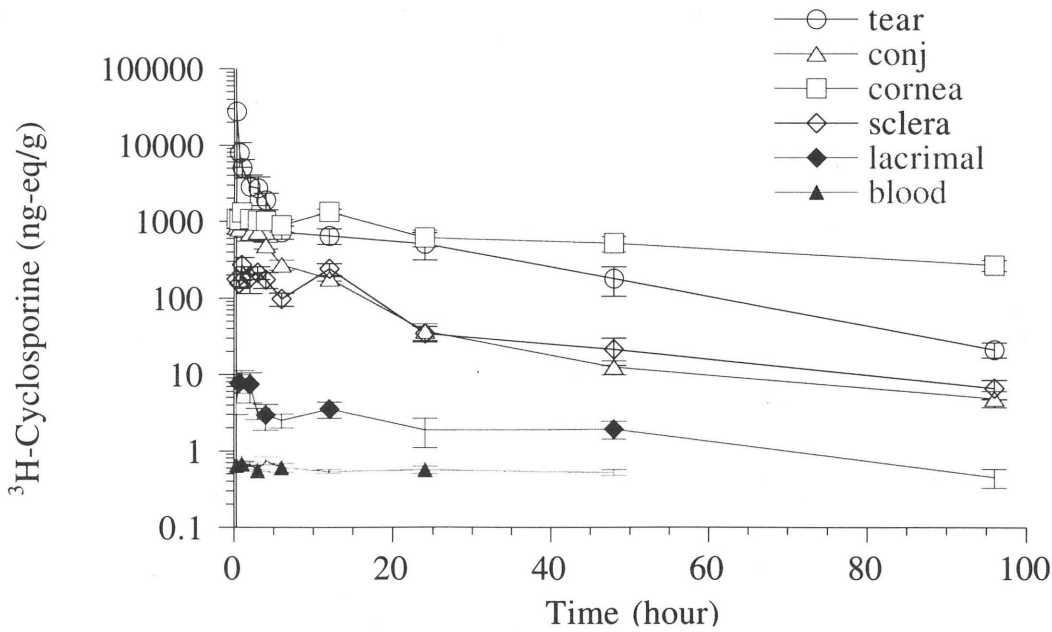 tear
conj
cornea
sclera
lacrimal
blood
³H-Cyclosporine (ng-eq/g)
100000
10000
1000
100
10
1
0.1
0
20
40
60
80
100
Time (hour)